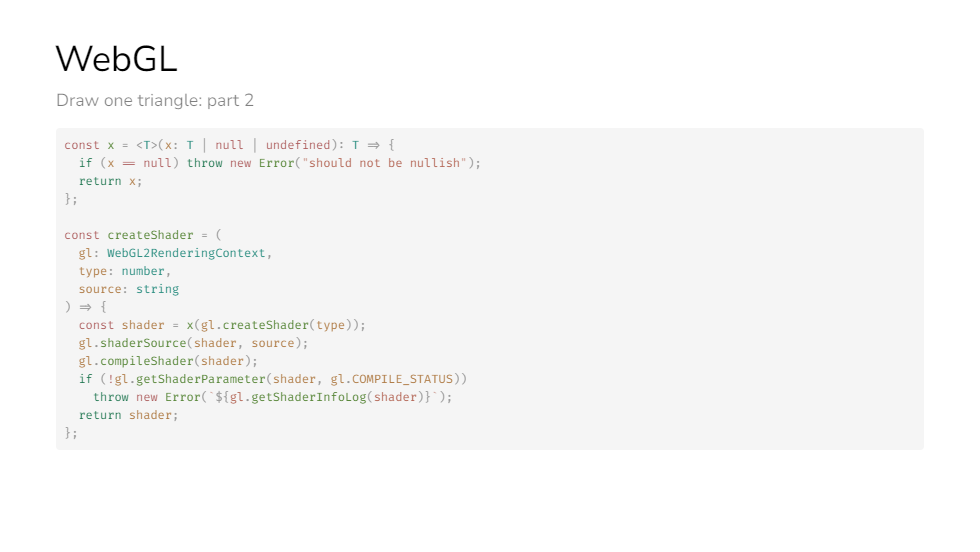 WebGL
Draw one triangle: part 2
const x = <T>(x: T | null | undefined): T => {
  if (x == null) throw new Error("should not be nullish");
  return x;
};

const createShader = (
  gl: WebGL2RenderingContext,
  type: number,
  source: string
) => {
  const shader = x(gl.createShader(type));
  gl.shaderSource(shader, source);
  gl.compileShader(shader);
  if (!gl.getShaderParameter(shader, gl.COMPILE_STATUS))
    throw new Error(`${gl.getShaderInfoLog(shader)}`);
  return shader;
};